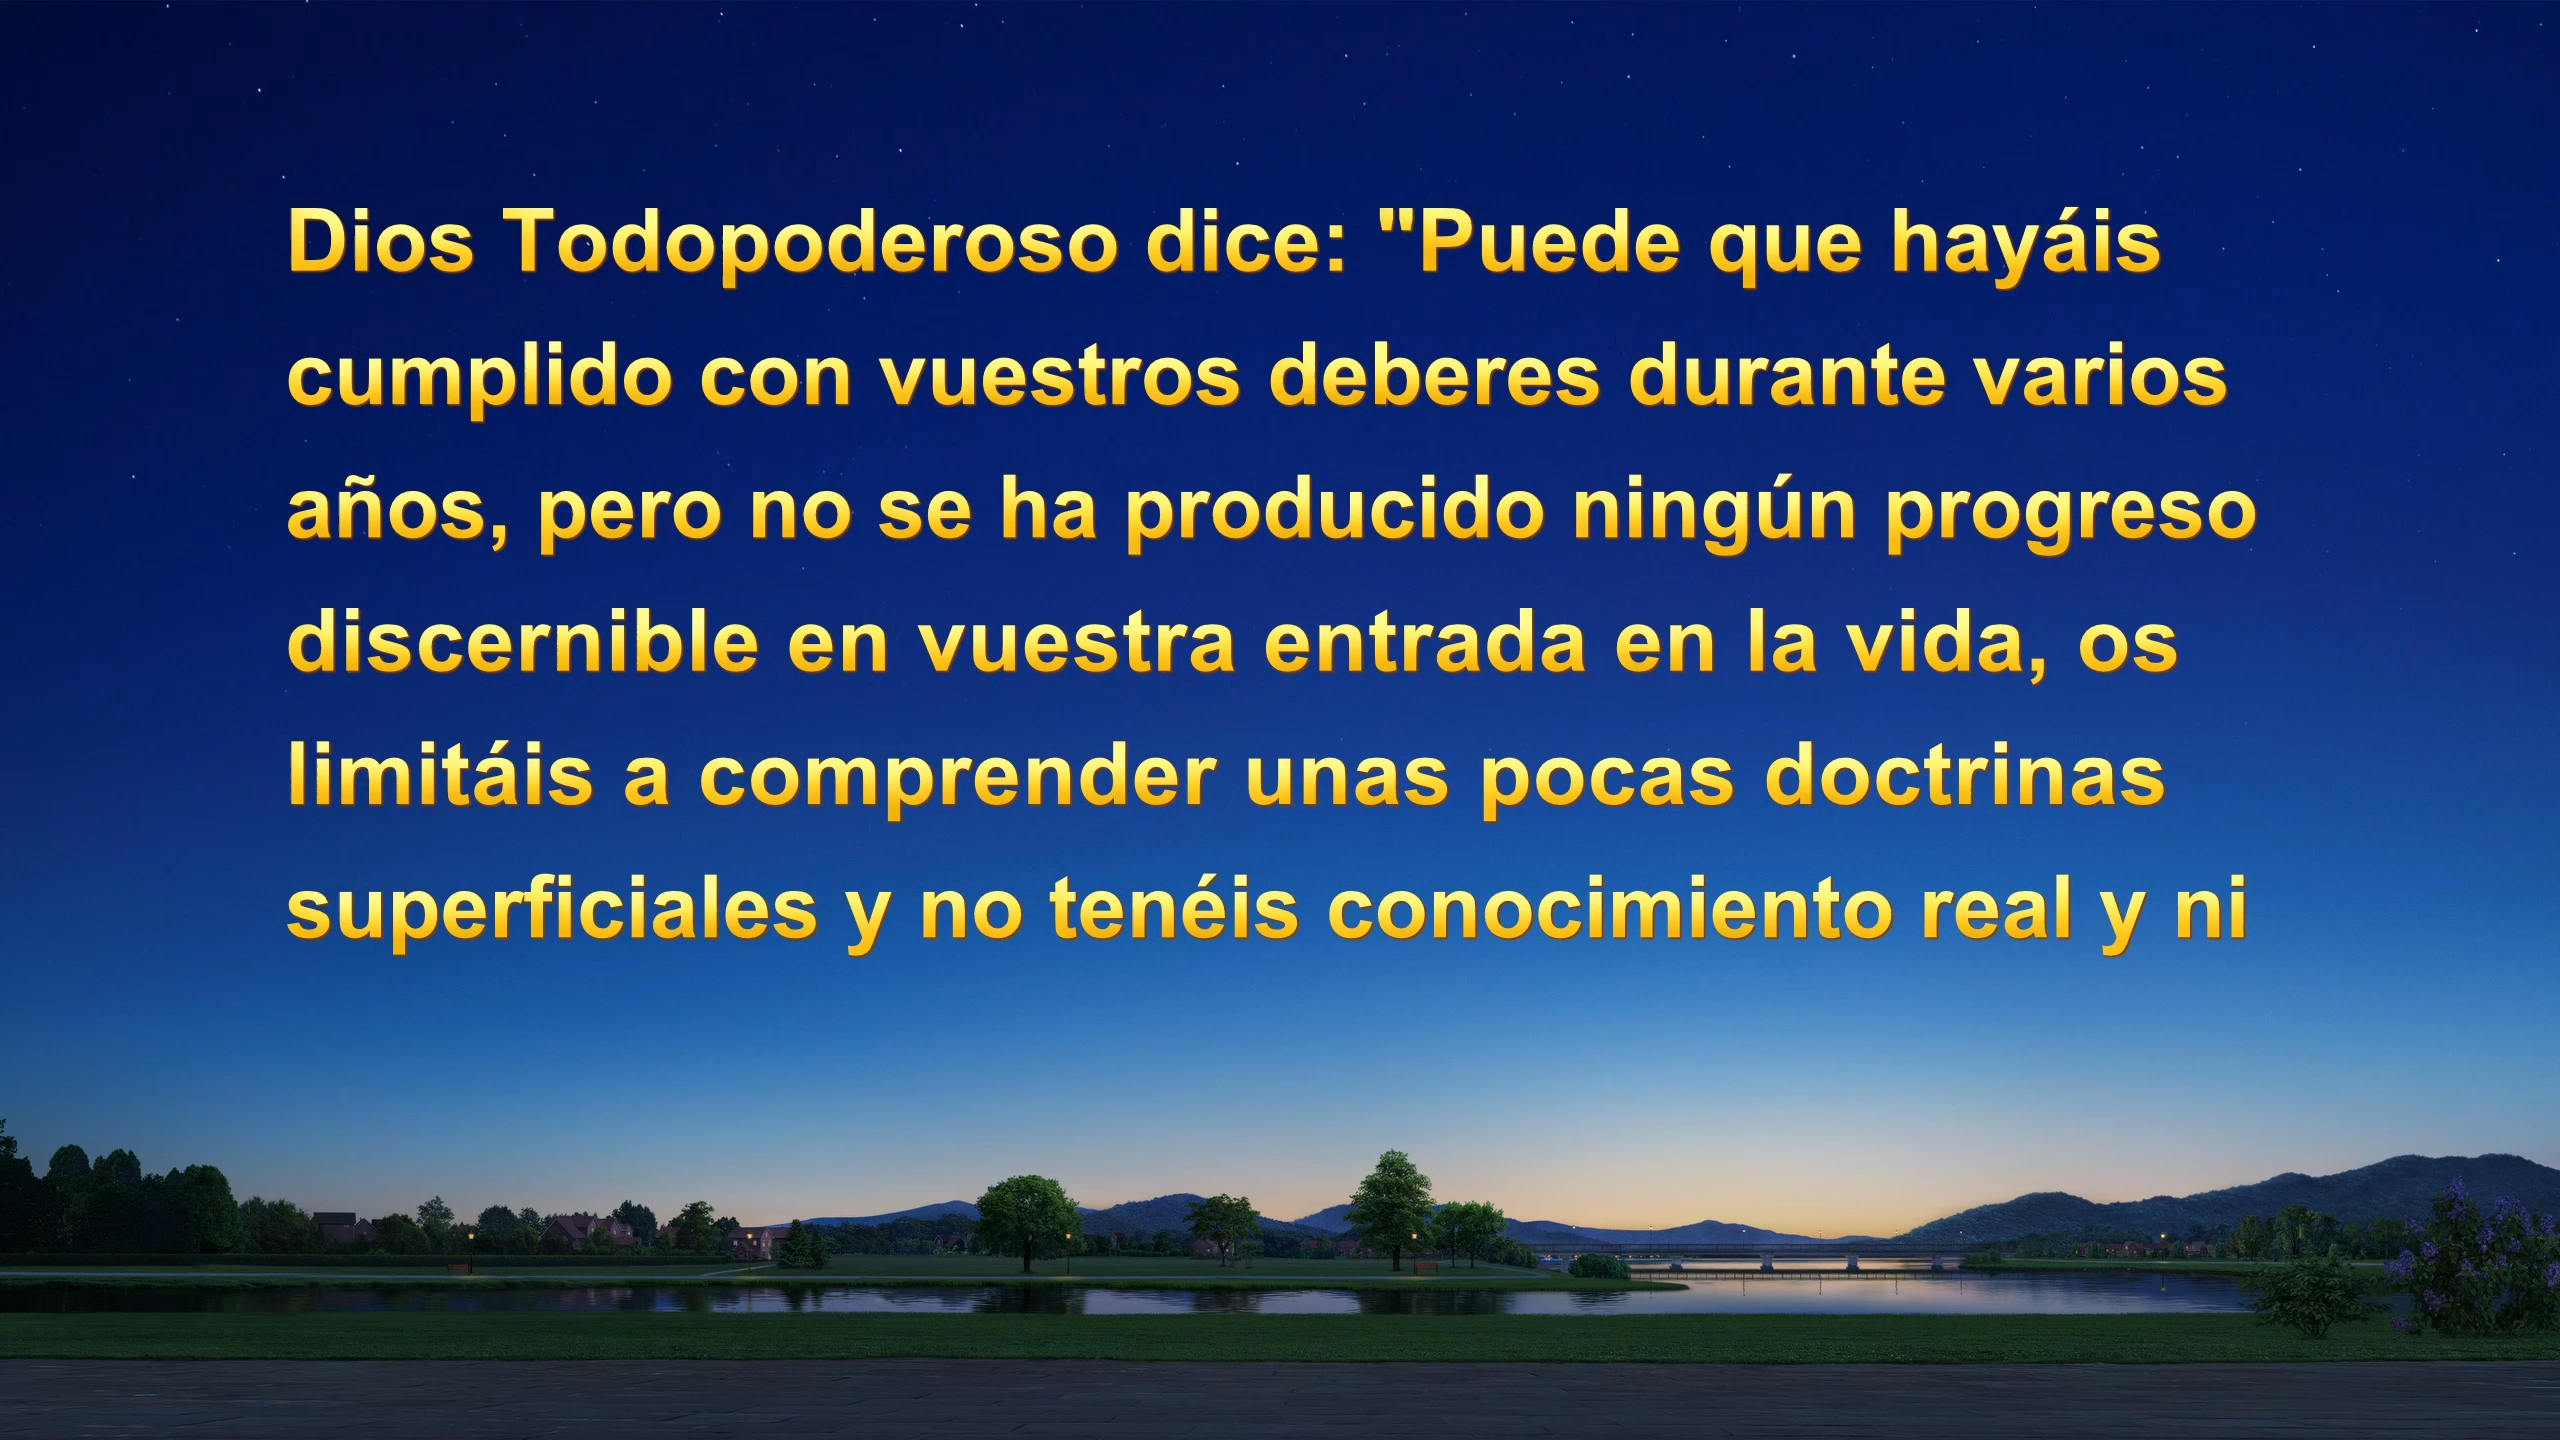 Dios Todopoderoso dice: "Puede que hayáis
cumplido con vuestros deberes durante varios
años, pero no se ha producido ningún progreso
discernible en vuestra entrada en la vida, os
limitáis a comprender unas pocas doctrinas
superficiales y no tenéis conocimiento real y ni